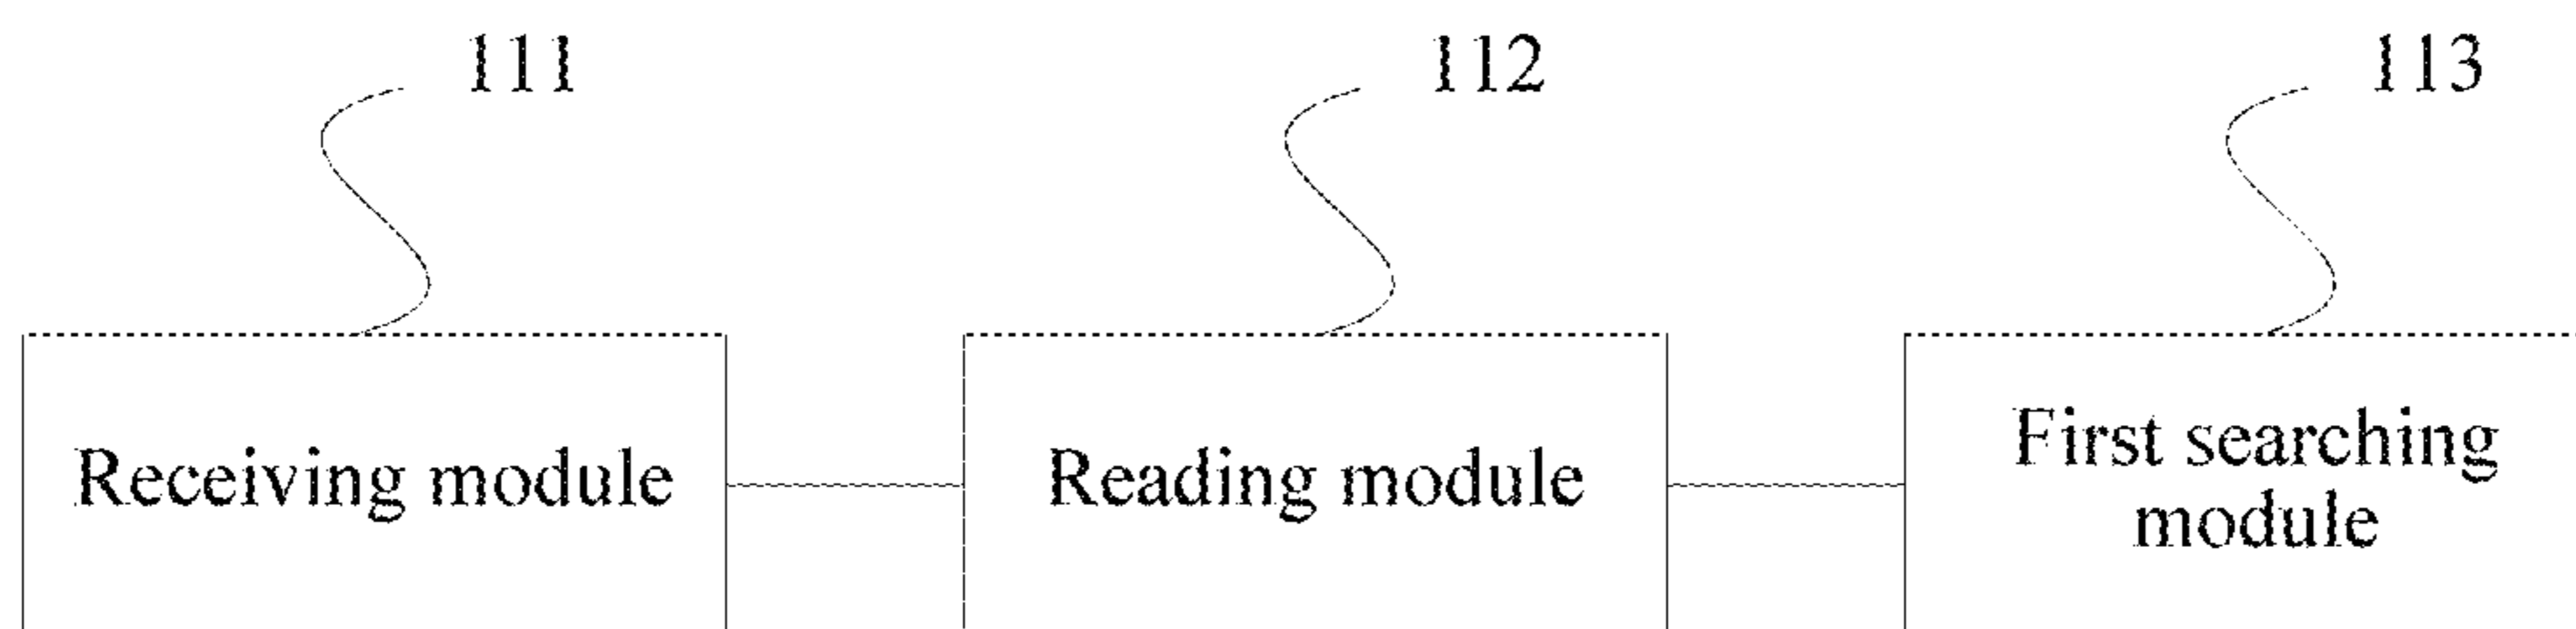 111
112
113
Receiving module
Reading module
First searching
module